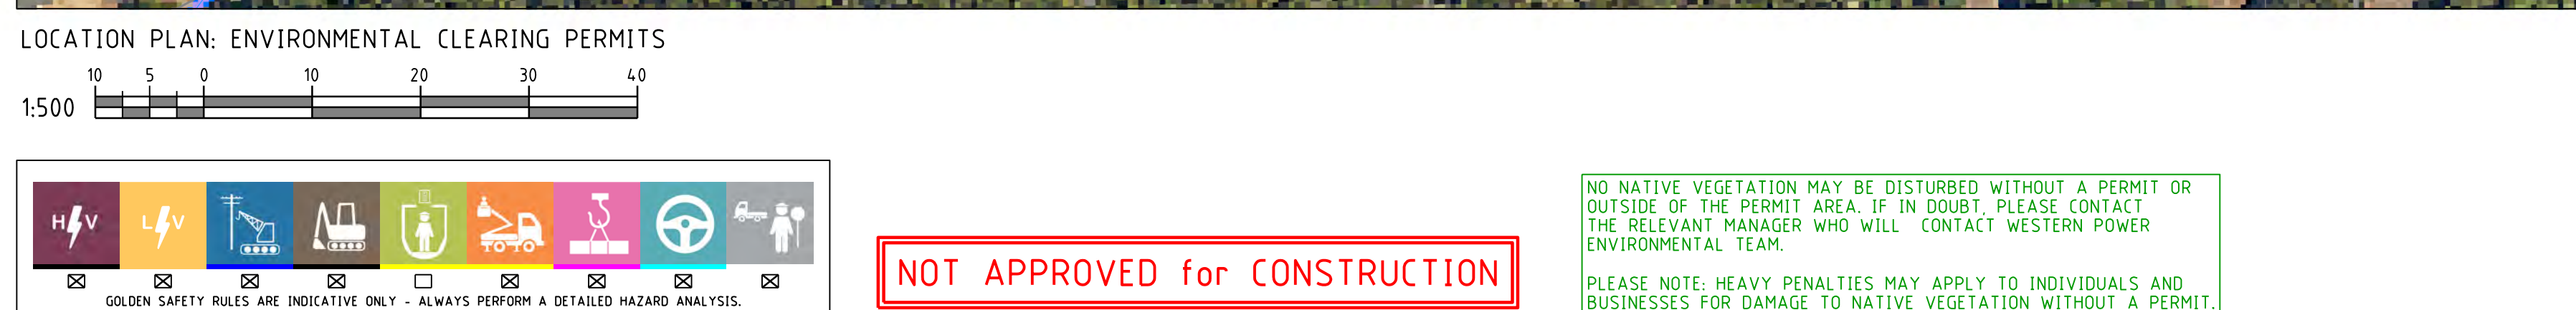 LOCATION PLAN: ENVIRONMENTAL CLEARING PERMITS
10 5 0 10 20 30 40
1:500
H V L V
GOLDEN SAFETY RULES ARE INDICATIVE ONLY - ALWAYS PERFORM A DETAILED HAZARD ANALYSIS.
NOT APPROVED for CONSTRUCTION
NO NATIVE VEGETATION MAY BE DISTURBED WITHOUT A PERMIT OR
OUTSIDE OF THE PERMIT AREA. IF IN DOUBT, PLEASE CONTACT
THE RELEVANT MANAGER WHO WILL CONTACT WESTERN POWER
ENVIRONMENTAL TEAM.
PLEASE NOTE: HEAVY PENALTIES MAY APPLY TO INDIVIDUALS AND
BUSINESSES FOR DAMAGE TO NATIVE VEGETATION WITHOUT A PERMIT.